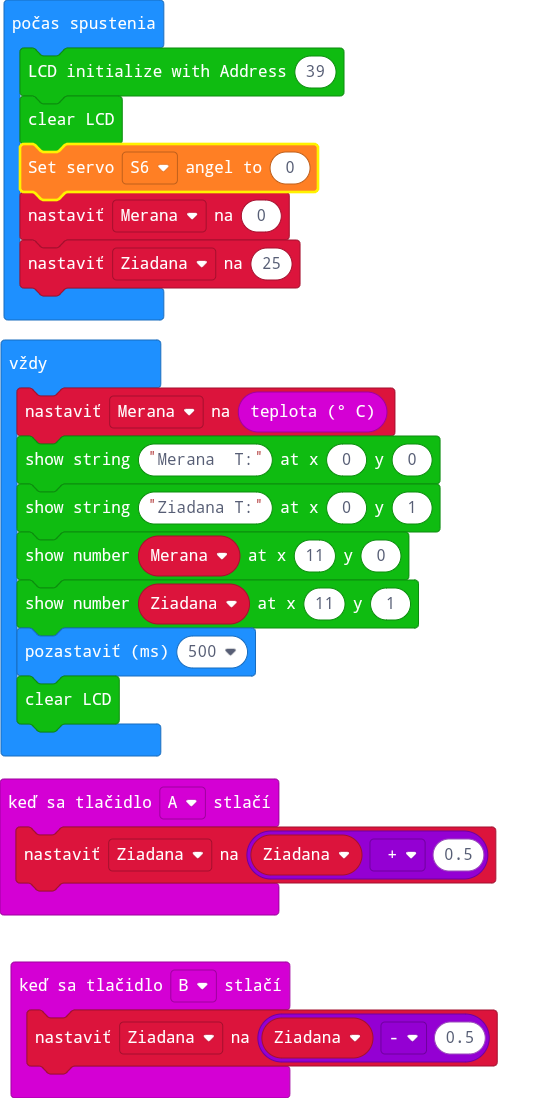 počas spustenia
LCD initialize with Address 39
clear LCD
Set servo S6 angel to 0
nastaviť Merana na 0
nastaviť Ziadana na 25
vždy
nastaviť Merana na teplota (° C)
show string "Merana  T:" at x 0 y 0
show string "Ziadana T:" at x 0 y 1
show number Merana at x 11 y 0
show number Ziadana at x 11 y 1
pozastaviť (ms) 500
clear LCD
keď sa tlačidlo A stlačí
nastaviť Ziadana na Ziadana + 0.5
keď sa tlačidlo B stlačí
nastaviť Ziadana na Ziadana - 0.5